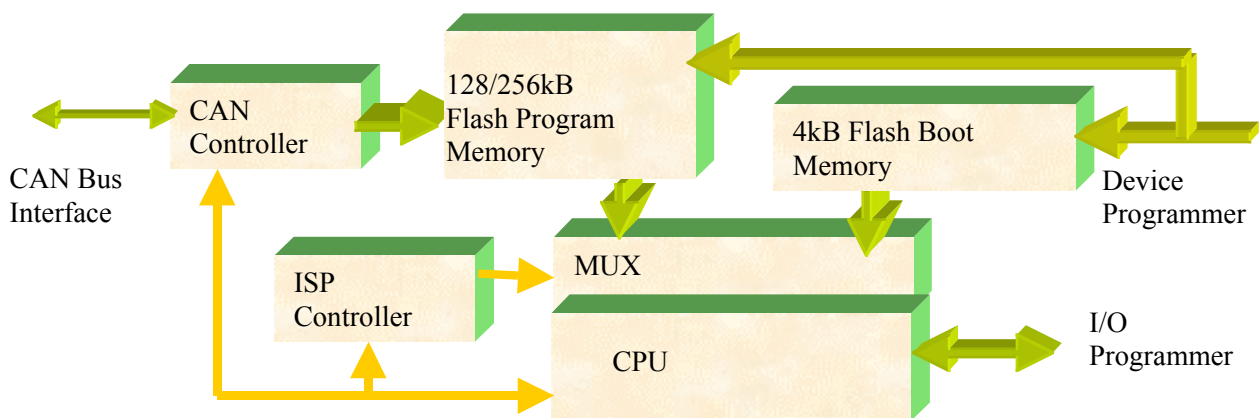 128/256kB
Flash Program
Memory
CAN
Controller
4kB Flash Boot
Memory
CAN Bus
Interface
Device
Programmer
MUX
ISP
Controller
I/O
Programmer
CPU